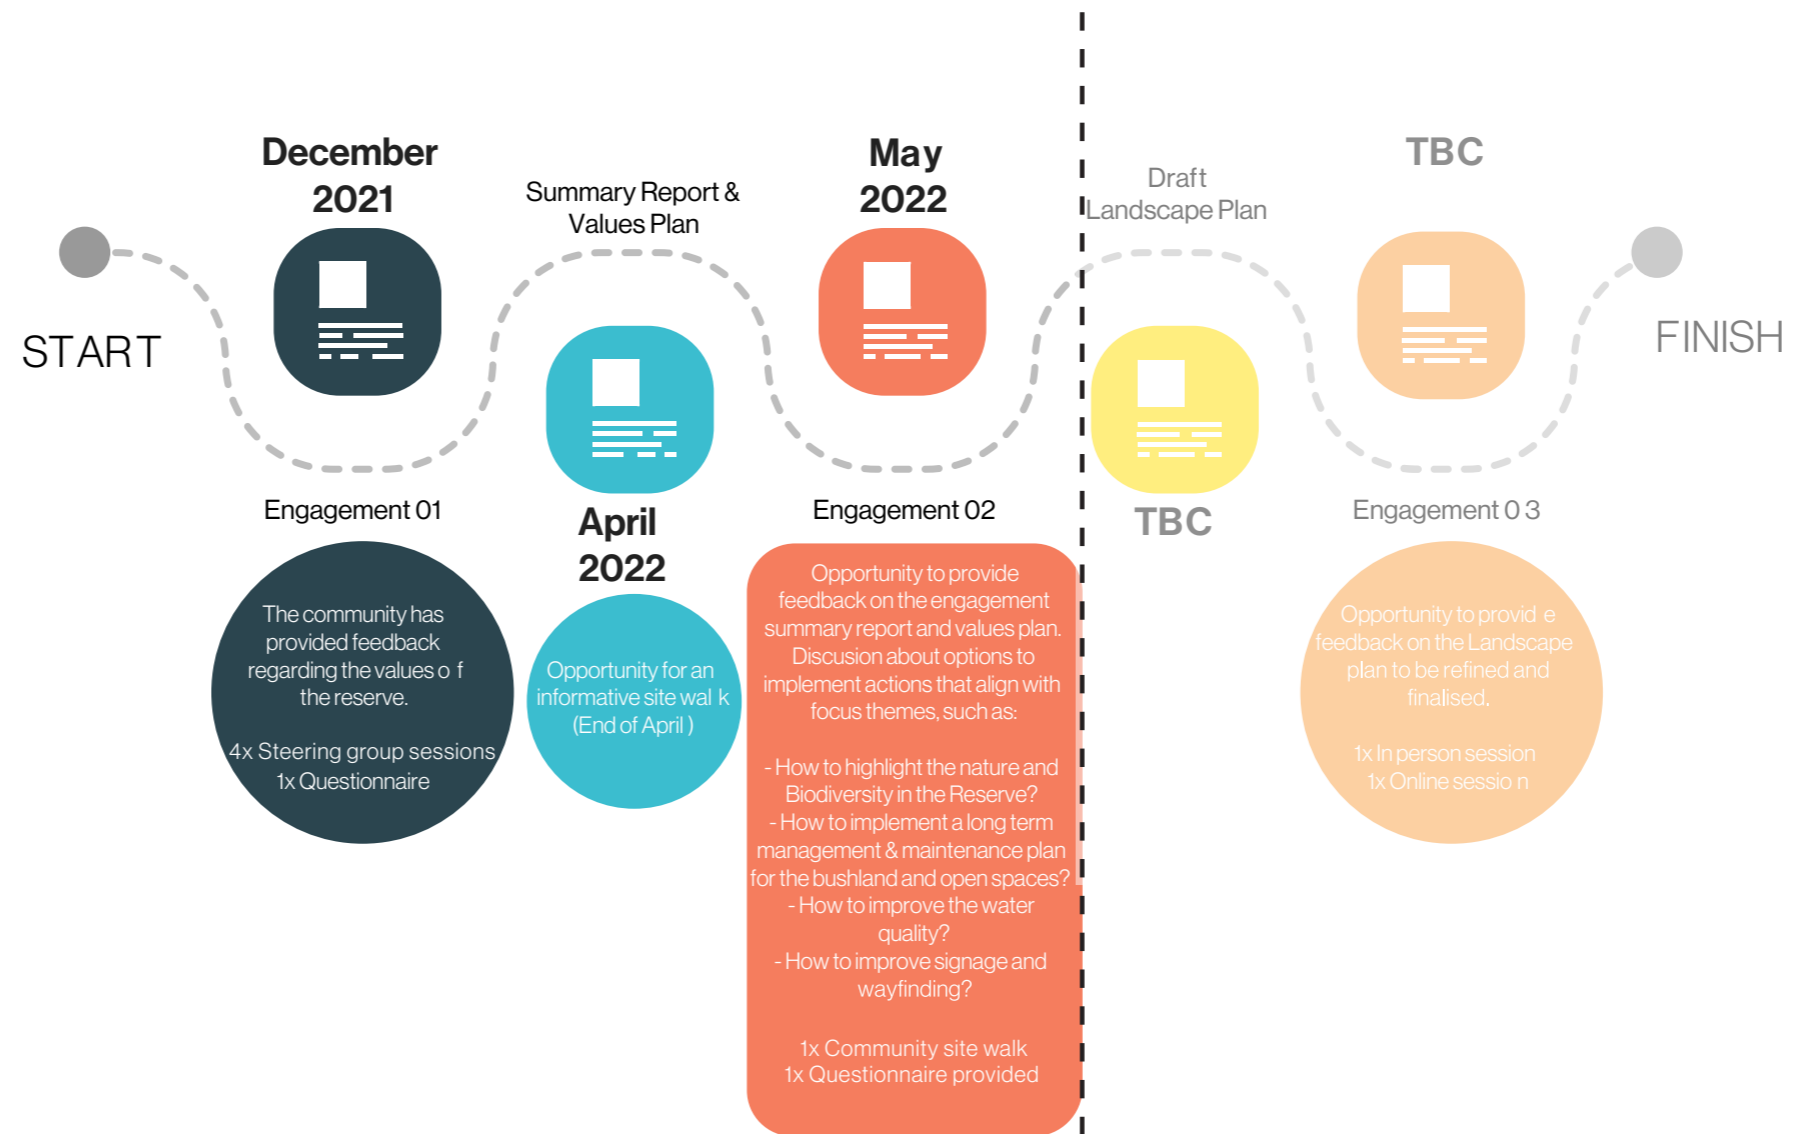 START
December
2021
Engagement 01
The community has
provided feedback
regarding the values o f
the reserve.
4x Steering group sessions
1x Questionnaire
Summary Report &
Values Plan
April
2022
Opportunity for an
informative site wal k
(End of April )
May
2022
Engagement 02
Opportunity to provide
feedback on the engagement
summary report and values plan.
Discusion about options to
implement actions that align with
focus themes, such as:
- How to highlight the nature and
Biodiversity in the Reserve?
- How to implement a long term
management & maintenance plan
for the bushland and open spaces?
- How to improve the water
quality?
- How to improve signage and
wayfinding?
1x Community site walk
1x Questionnaire provided
Draft
Landscape Plan
TBC
TBC
Engagement 0 3
Opportunity to provid e
feedback on the Landscape
plan to be refined and
finalised.
1x In person session
1x Online sessio n
FINISH